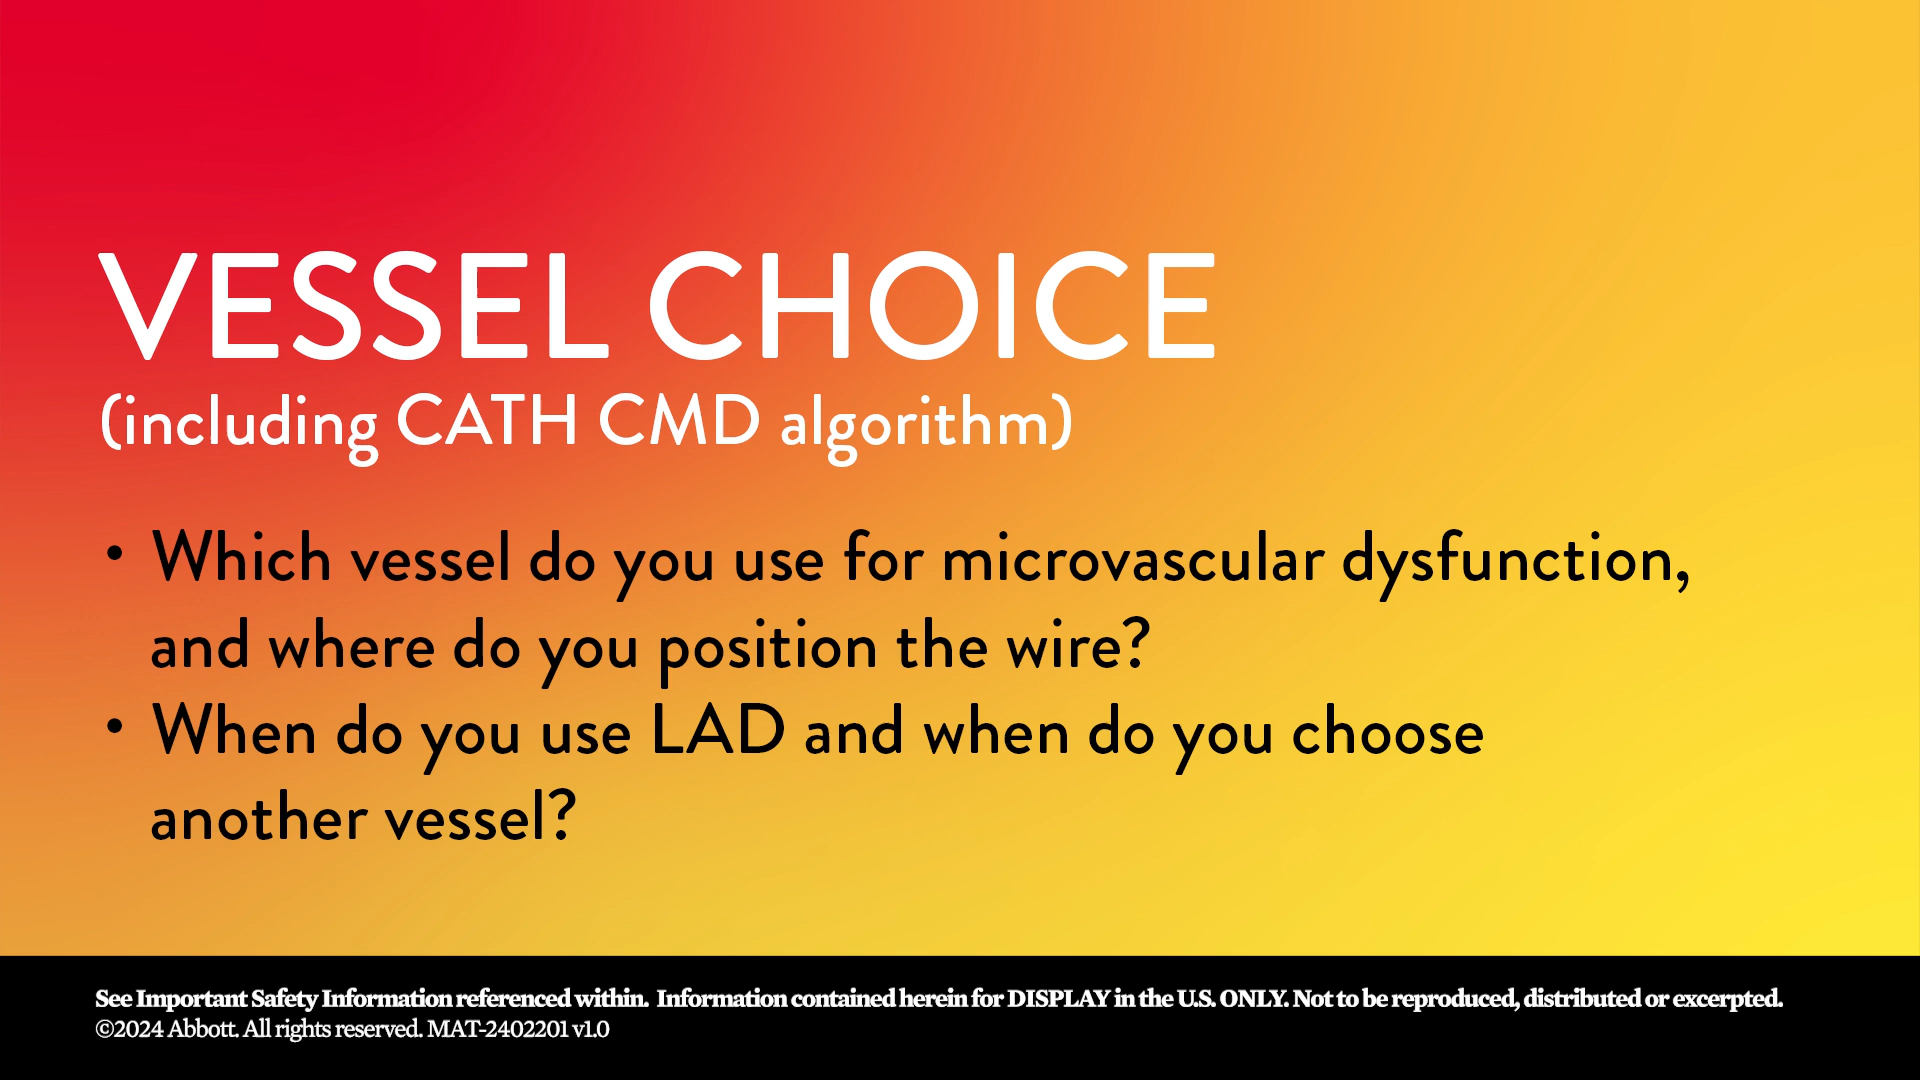 VESSEL CHOICE
(including CATH CMD algorithm)
• Which vessel do you use for microvascular dysfunction,
and where do you position the wire?
• When do you use LAD and when do you choose
another vessel?
See Important Safety Information referenced within. Information contained herein for DISPLAY in the U.S. ONLY. Not to be reproduced, distributed or excerpted.
©2024 Abbott. All rights reserved. MAT-2402201 v1.0